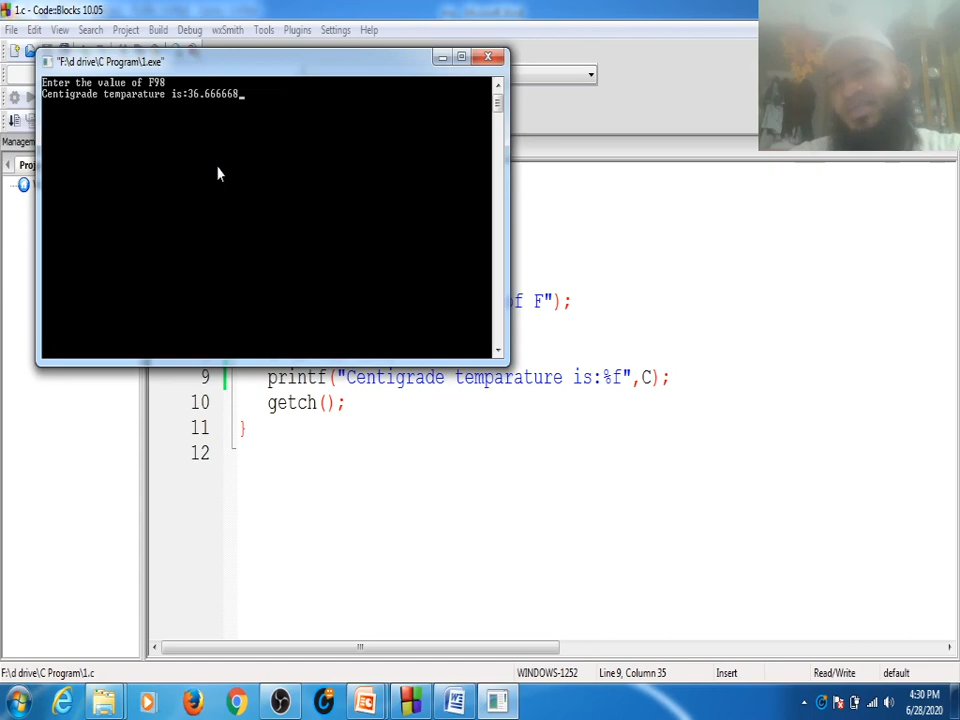 1.c - Code::Blocks 10.05
File Edit View Search Project Build Debug wxSmith Tools Plugins Settings Help
"F:\d drive\C Program\1.exe"
Enter the value of F98
Centigrade temparature is:36.666668_
Managem
Proj
of F");
9 printf("Centigrade temparature is:%f",C);
10 getch();
11 }
12
F:\d drive\C Program\1.c WINDOWS-1252 Line 9, Column 35 Insert Read/Write default
4:30 PM
6/28/2020